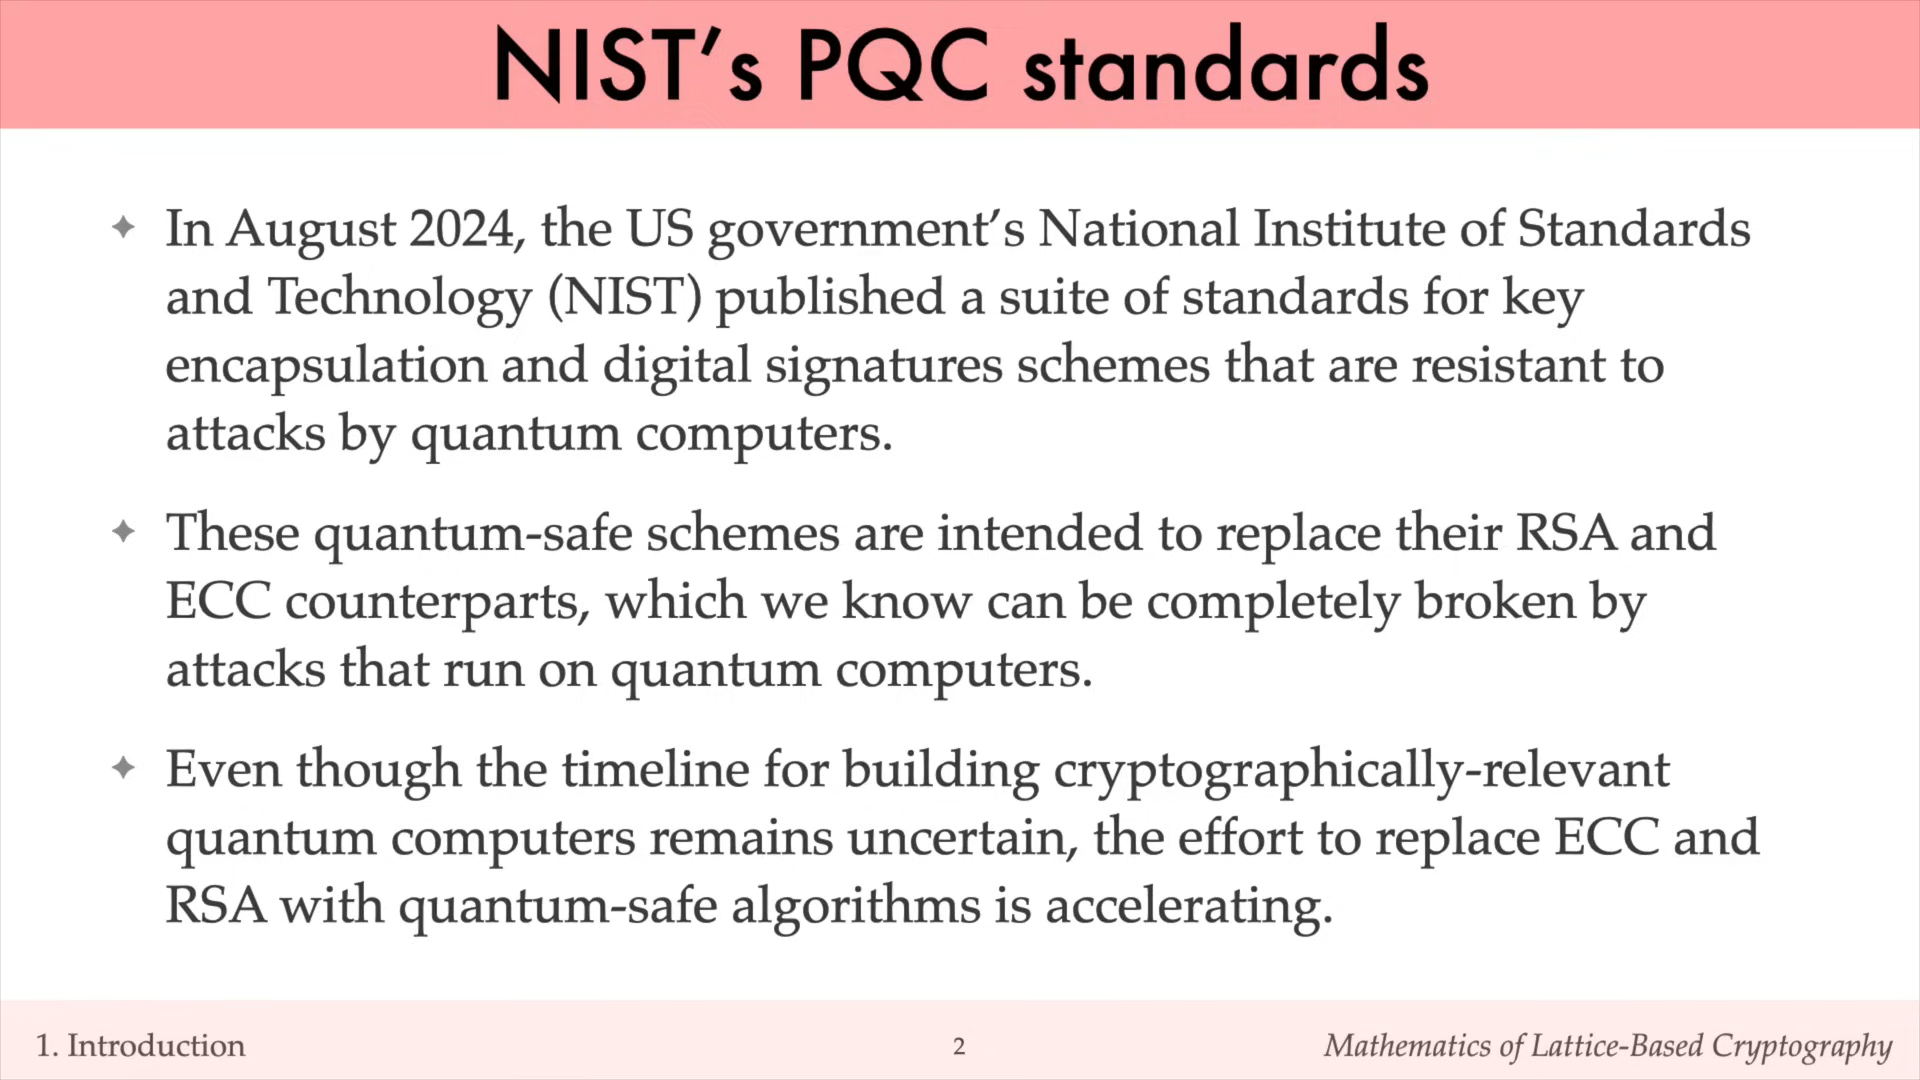 NIST’s PQC standards
✦ In August 2024, the US government’s National Institute of Standards
and Technology (NIST) published a suite of standards for key
encapsulation and digital signatures schemes that are resistant to
attacks by quantum computers.
✦ These quantum-safe schemes are intended to replace their RSA and
ECC counterparts, which we know can be completely broken by
attacks that run on quantum computers.
✦ Even though the timeline for building cryptographically-relevant
quantum computers remains uncertain, the effort to replace ECC and
RSA with quantum-safe algorithms is accelerating.
1. Introduction
2
Mathematics of Lattice-Based Cryptography